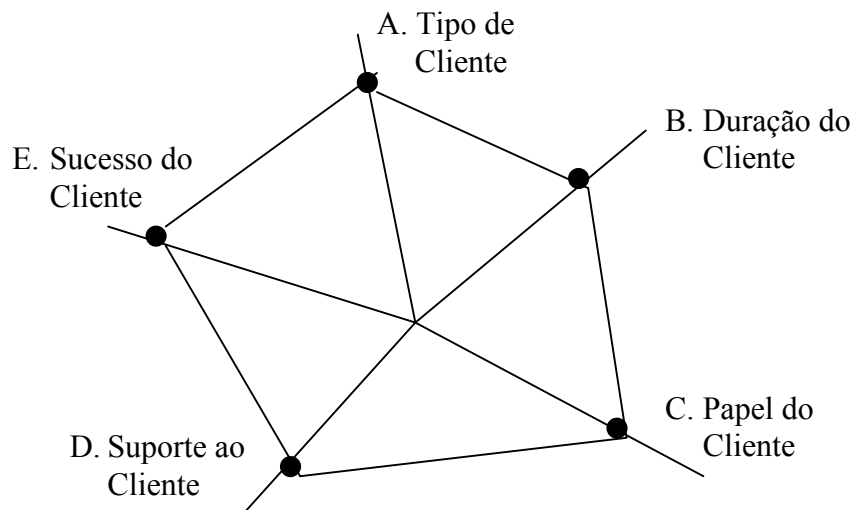 A. Tipo de
Cliente
B. Duração do
Cliente
E. Sucesso do
Cliente
C. Papel do
Cliente
D. Suporte ao
Cliente